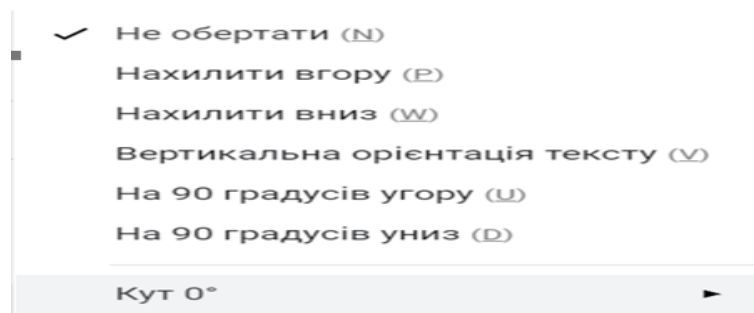 Не обертати (N)
Нахилити вгору (P)
Нахилити вниз (W)
Вертикальна орієнтація тексту (V)
На 90 градусів угору (U)
На 90 градусів униз (D)
Кут 0°